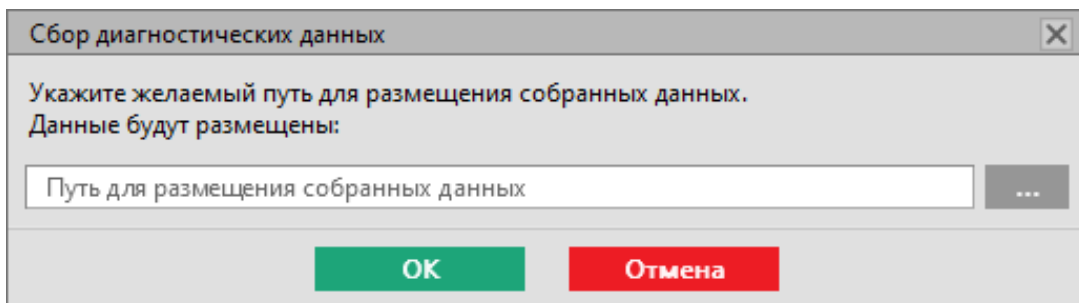 Сбор диагностических данных
Укажите желаемый путь для размещения собранных данных.
Данные будут размещены:
Путь для размещения собранных данных
...
OK
Отмена